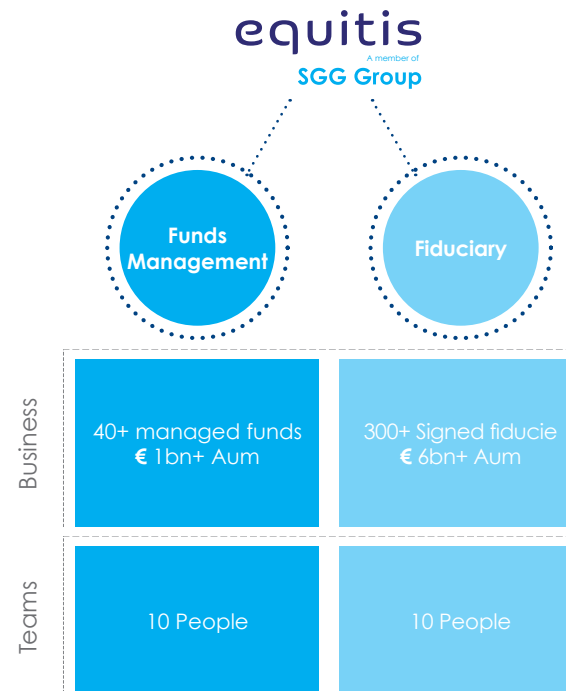 equitis
A member of
SGG Group
Funds
Management
Fiduciary
Business
40+ managed funds
€ 1bn+ Aum
300+ Signed fiducie
€ 6bn+ Aum
Teams
10 People
10 People